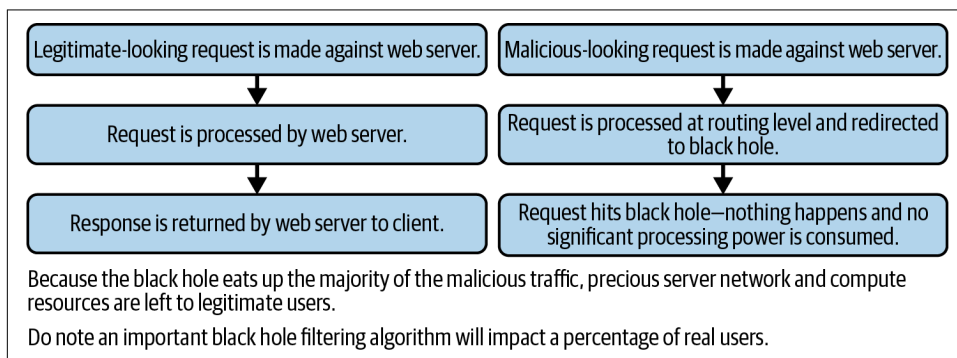 Legitimate-looking request is made against web server.
Request is processed by web server.
Response is returned by web server to client.
Malicious-looking request is made against web server.
Request is processed at routing level and redirected
to black hole.
Request hits black hole—nothing happens and no
significant processing power is consumed.
Because the black hole eats up the majority of the malicious traffic, precious server network and compute
resources are left to legitimate users.
Do note an important black hole filtering algorithm will impact a percentage of real users.